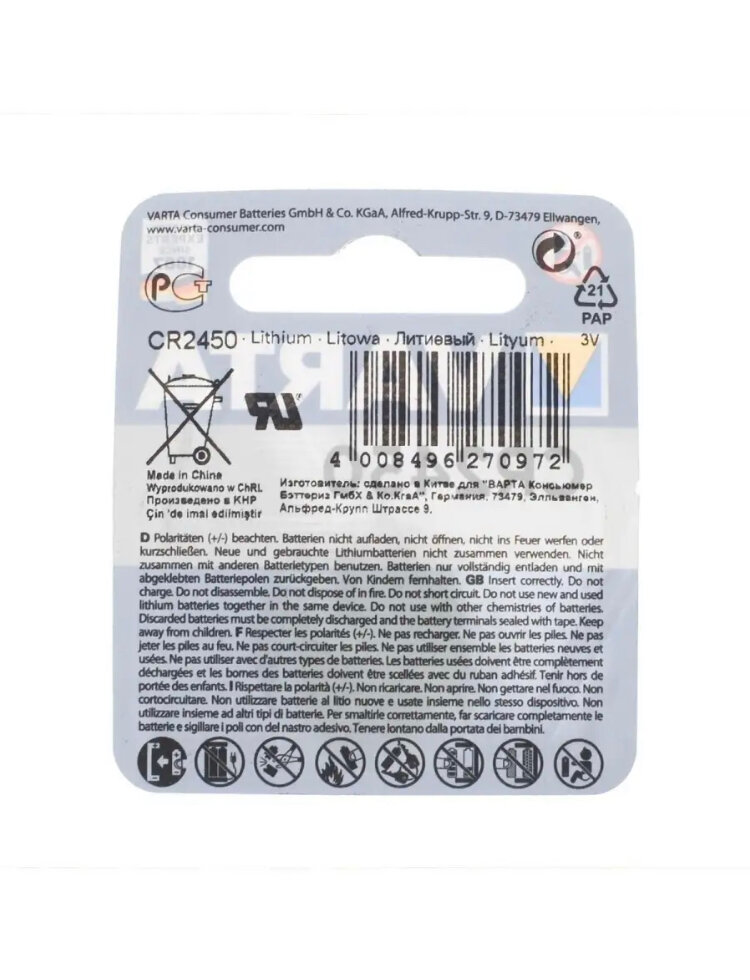 VARTA Consumer Batteries GmbH & Co. KGaA, Alfred-Krupp-Str. 9, D-73479 Ellwangen,
www.varta-consumer.com
PCT
21
PAP
CR2450 · Lithium · Litowa · Литиевый · Lityum · 3V
4 008496 270972
Made in China
Wyprodukowano w ChRL
Произведено в КНР
Çin 'de imal edilmiştir
Изготовитель: сделано в Китае для "ВАРТА Консьюмер
Бэттериз ГмбХ & Ko.KraA", Германия, 73479, Элльванген,
Альфред-Крупп Штрассе 9.
D Polaritäten (+/-) beachten. Batterien nicht aufladen, nicht öffnen, nicht ins Feuer werfen oder
kurzschließen. Neue und gebrauchte Lithiumbatterien nicht zusammen verwenden. Nicht
zusammen mit anderen Batterietypen benutzen. Batterien nur vollständig entladen und mit
abgeklebten Batteriepolen zurückgeben. Von Kindern fernhalten. GB Insert correctly. Do not
charge. Do not disassemble. Do not dispose of in fire. Do not short circuit. Do not use new and used
lithium batteries together in the same device. Do not use with other chemistries of batteries.
Discarded batteries must be completely discharged and the battery terminals sealed with tape. Keep
away from children. F Respecter les polarités (+/-). Ne pas recharger. Ne pas ouvrir les piles. Ne pas
jeter les piles au feu. Ne pas court-circuiter les piles. Ne pas utiliser ensemble les batteries neuves et
usées. Ne pas utiliser avec d'autres types de batteries. Les batteries usées doivent être complètement
déchargées et les bornes des batteries doivent être scellées avec du ruban adhésif. Tenir hors de
portée des enfants. I Rispettare la polarità (+/-). Non ricaricare. Non aprire. Non gettare nel fuoco. Non
cortocircuitare. Non utilizzare batterie al litio nuove e usate insieme nello stesso dispositivo. Non
utilizzare insieme ad altri tipi di batterie. Per smaltirle correttamente, far scaricare completamente le
batterie e sigillare i poli con del nastro adesivo. Tenere lontano dalla portata dei bambini.